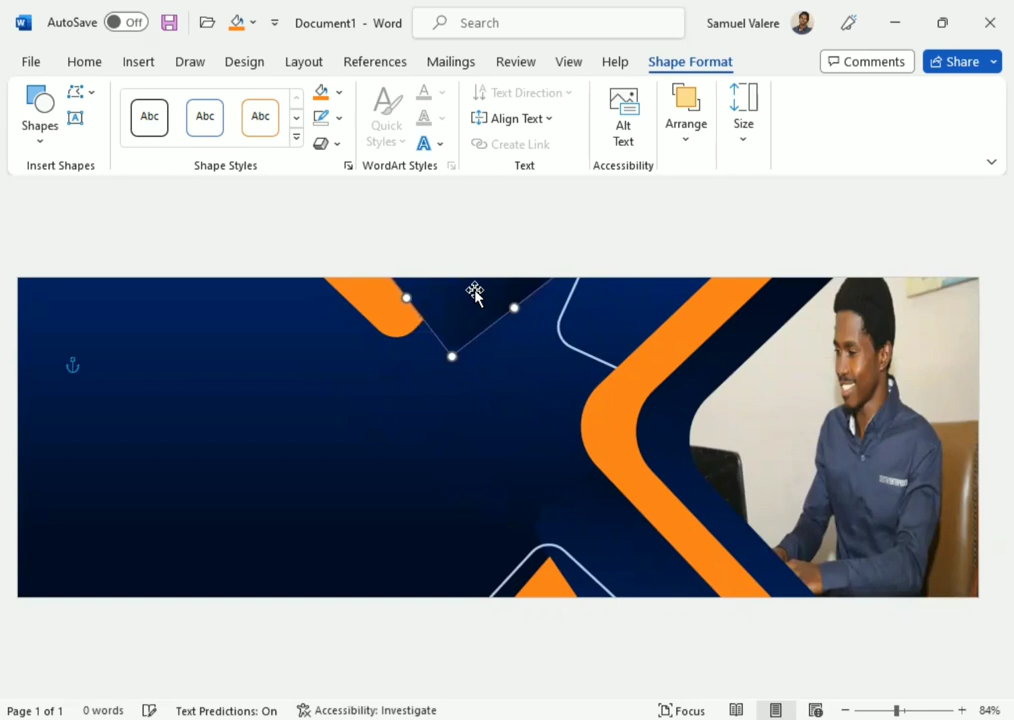 AutoSave Off Document1 - Word Search Samuel Valere
File Home Insert Draw Design Layout References Mailings Review View Help Shape Format Comments Share
Shapes
Abc Abc Abc
Quick
Styles
Text Direction
Align Text
Create Link
Alt
Text
Arrange
Size
Insert Shapes Shape Styles WordArt Styles Text Accessibility
Page 1 of 1 0 words Text Predictions: On Accessibility: Investigate Focus 84%